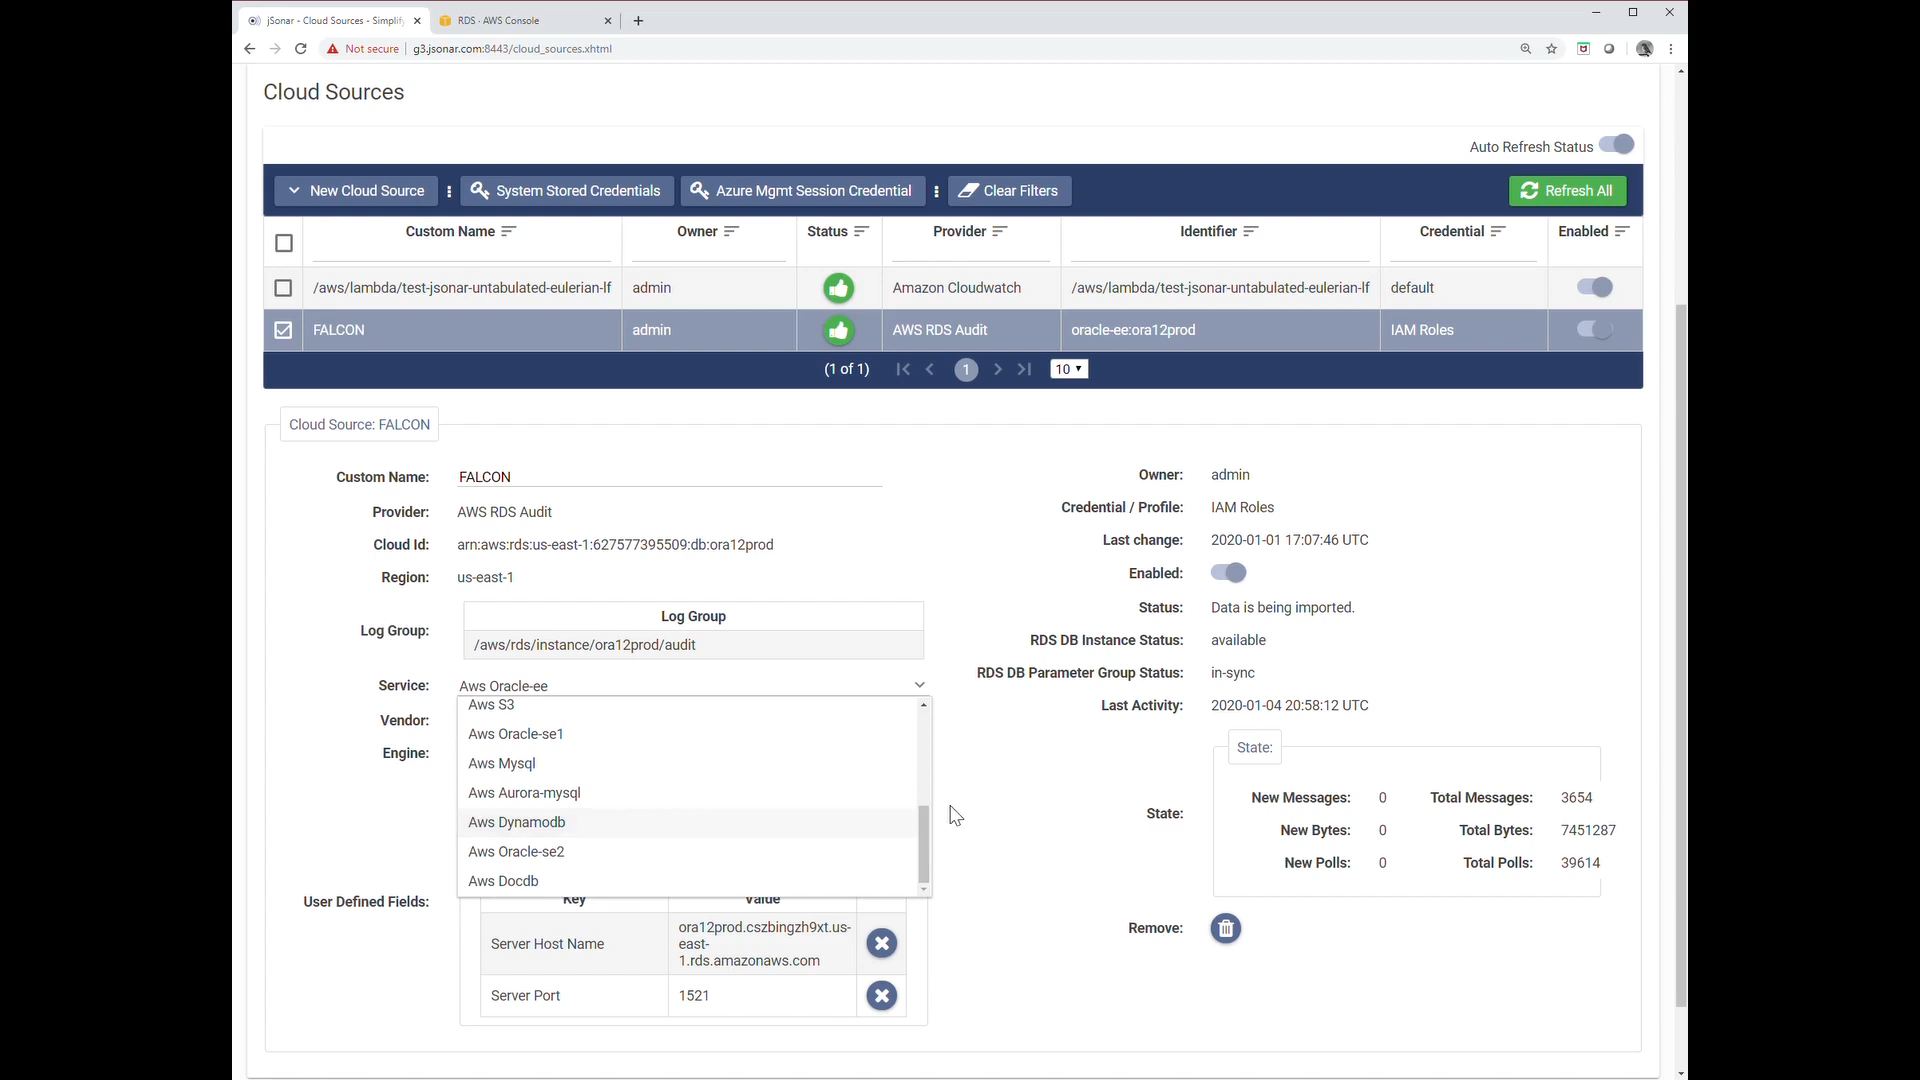 jSonar - Cloud Sources - Simplify
RDS · AWS Console
Not secure | g3.jsonar.com:8443/cloud_sources.xhtml
Cloud Sources
Auto Refresh Status
New Cloud Source
System Stored Credentials
Azure Mgmt Session Credential
Clear Filters
Refresh All
Custom Name Owner Status Provider Identifier Credential Enabled
/aws/lambda/test-jsonar-untabulated-eulerian-lf admin Amazon Cloudwatch /aws/lambda/test-jsonar-untabulated-eulerian-lf default
FALCON admin AWS RDS Audit oracle-ee:ora12prod IAM Roles
(1 of 1) 1 10
Cloud Source: FALCON
Custom Name: FALCON
Provider: AWS RDS Audit
Cloud Id: arn:aws:rds:us-east-1:627577395509:db:ora12prod
Region: us-east-1
Log Group:
Log Group
/aws/rds/instance/ora12prod/audit
Service: Aws Oracle-ee
Vendor:
Engine:
Aws S3
Aws Oracle-se1
Aws Mysql
Aws Aurora-mysql
Aws Dynamodb
Aws Oracle-se2
Aws Docdb
User Defined Fields:
Key Value
Server Host Name
ora12prod.cszbingzh9xt.us-
east-
1.rds.amazonaws.com
Server Port 1521
Owner: admin
Credential / Profile: IAM Roles
Last change: 2020-01-01 17:07:46 UTC
Enabled:
Status: Data is being imported.
RDS DB Instance Status: available
RDS DB Parameter Group Status: in-sync
Last Activity: 2020-01-04 20:58:12 UTC
State:
State:
New Messages: 0 Total Messages: 3654
New Bytes: 0 Total Bytes: 7451287
New Polls: 0 Total Polls: 39614
Remove: